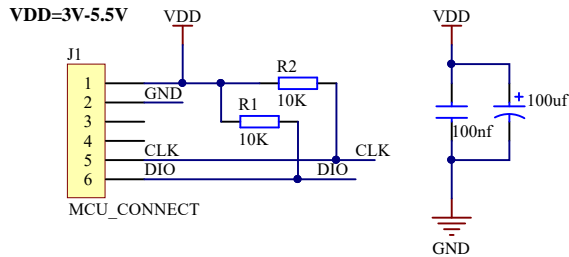 VDD=3V-5.5V
VDD
VDD
J1
R2
1
GND
10K
2
R1
100uf
3
10K
100nf
4
5
CLK
CLK
6
DIO
DIO
MCU_CONNECT
GND